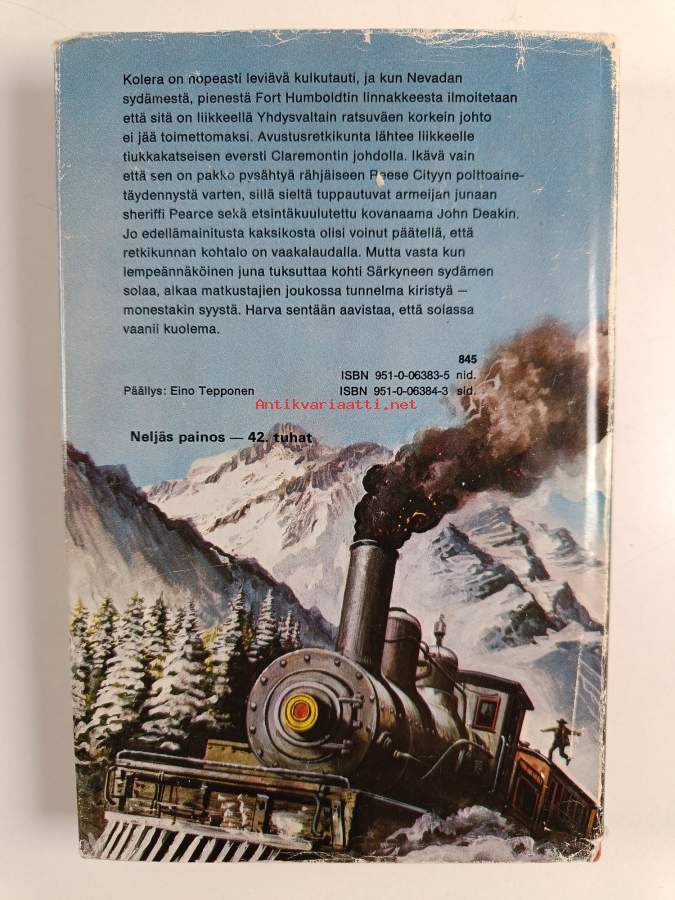 Kolera on nopeasti leviävä kulkutauti, ja kun Nevadan
sydämestä, pienestä Fort Humboldtin linnakkeesta ilmoitetaan
että sitä on liikkeellä Yhdysvaltain ratsuväen korkein johto
ei jää toimettomaksi. Avustusretkikunta lähtee liikkeelle
tiukkakatseisen eversti Claremontin johdolla. Ikävä vain
että sen on pakko pysähtyä rähjäiseen Reese Cityyn polttoaine-
täydennystä varten, sillä sieltä tuppautuvat armeijan junaan
sheriffi Pearce sekä etsintäkuulutettu kovanaama John Deakin.
Jo edellämainitusta kaksikosta olisi voinut päätellä, että
retkikunnan kohtalo on vaakalaudalla. Mutta vasta kun
lempeännäköinen juna tuksuttaa kohti Särkyneen sydämen
solaa, alkaa matkustajien joukossa tunnelma kiristyä —
monestakin syystä. Harva sentään aavistaa, että solassa
vaanii kuolema.
845
ISBN 951-0-06383-5 nid.
Päällys: Eino Tepponen ISBN 951-0-06384-3 sid.
Antikvariaatti.net
Neljäs painos — 42. tuhat